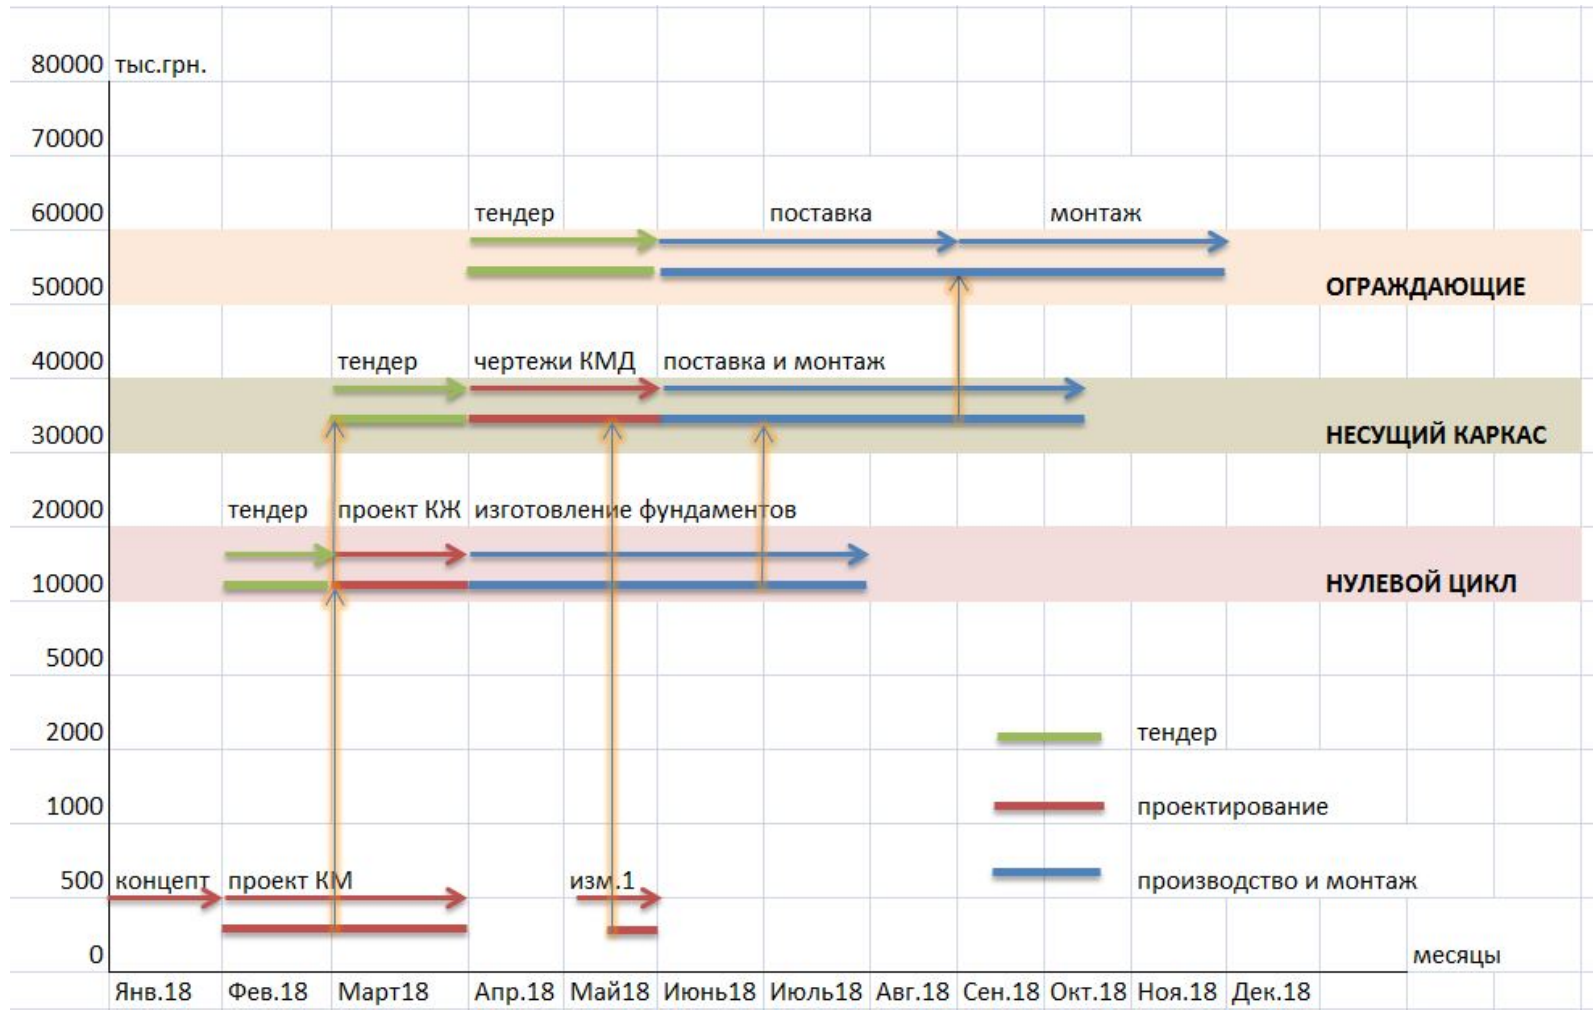 80000 тыс.грн.
70000
60000 тендер поставка монтаж
50000 ОГРАЖДАЮЩИЕ
40000 тендер чертежи КМД поставка и монтаж
30000 НЕСУЩИЙ КАРКАС
20000 тендер проект КЖ изготовление фундаментов
10000 НУЛЕВОЙ ЦИКЛ
5000
2000 тендер
1000 проектирование
500 концепт проект КМ изм.1 производство и монтаж
0 месяцы
Янв.18 Фев.18 Март18 Апр.18 Май18 Июнь18 Июль18 Авг.18 Сен.18 Окт.18 Ноя.18 Дек.18